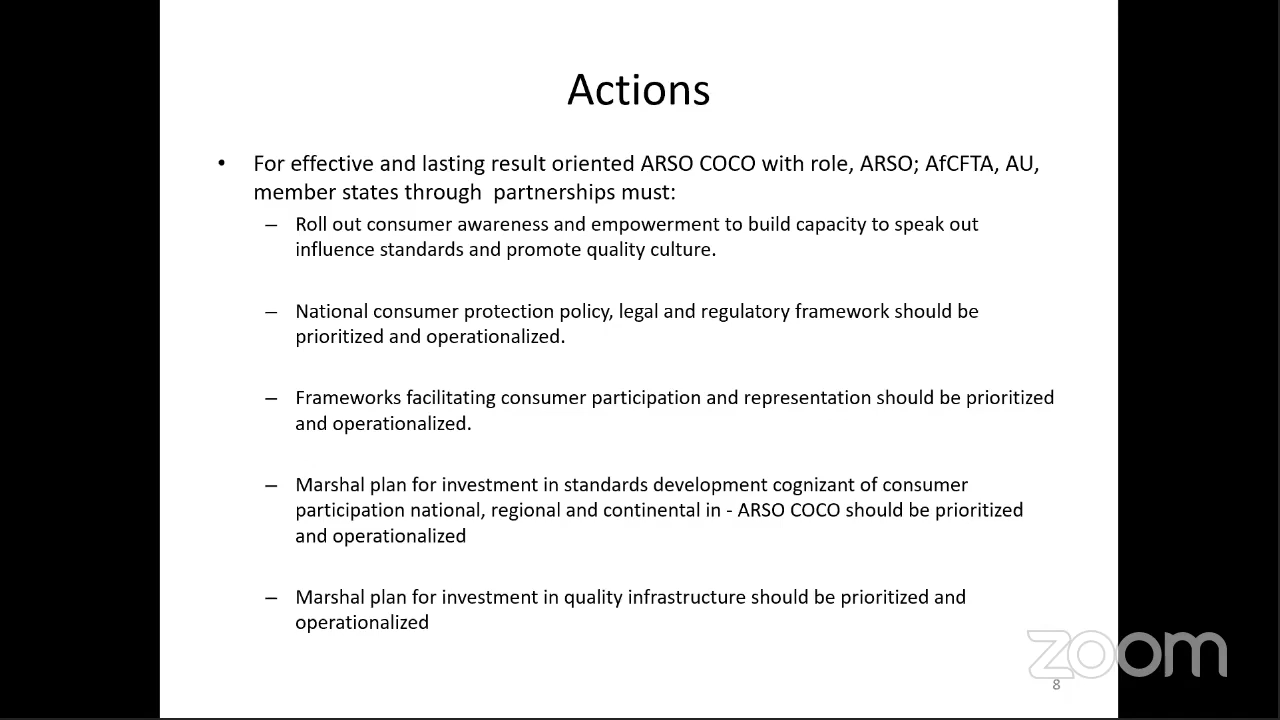 Actions
• For effective and lasting result oriented ARSO COCO with role, ARSO; AfCFTA, AU,
member states through  partnerships must:
– Roll out consumer awareness and empowerment to build capacity to speak out
influence standards and promote quality culture.
– National consumer protection policy, legal and regulatory framework should be
prioritized and operationalized.
– Frameworks facilitating consumer participation and representation should be prioritized
and operationalized.
– Marshal plan for investment in standards development cognizant of consumer
participation national, regional and continental in - ARSO COCO should be prioritized
and operationalized
– Marshal plan for investment in quality infrastructure should be prioritized and
operationalized
zoom
8